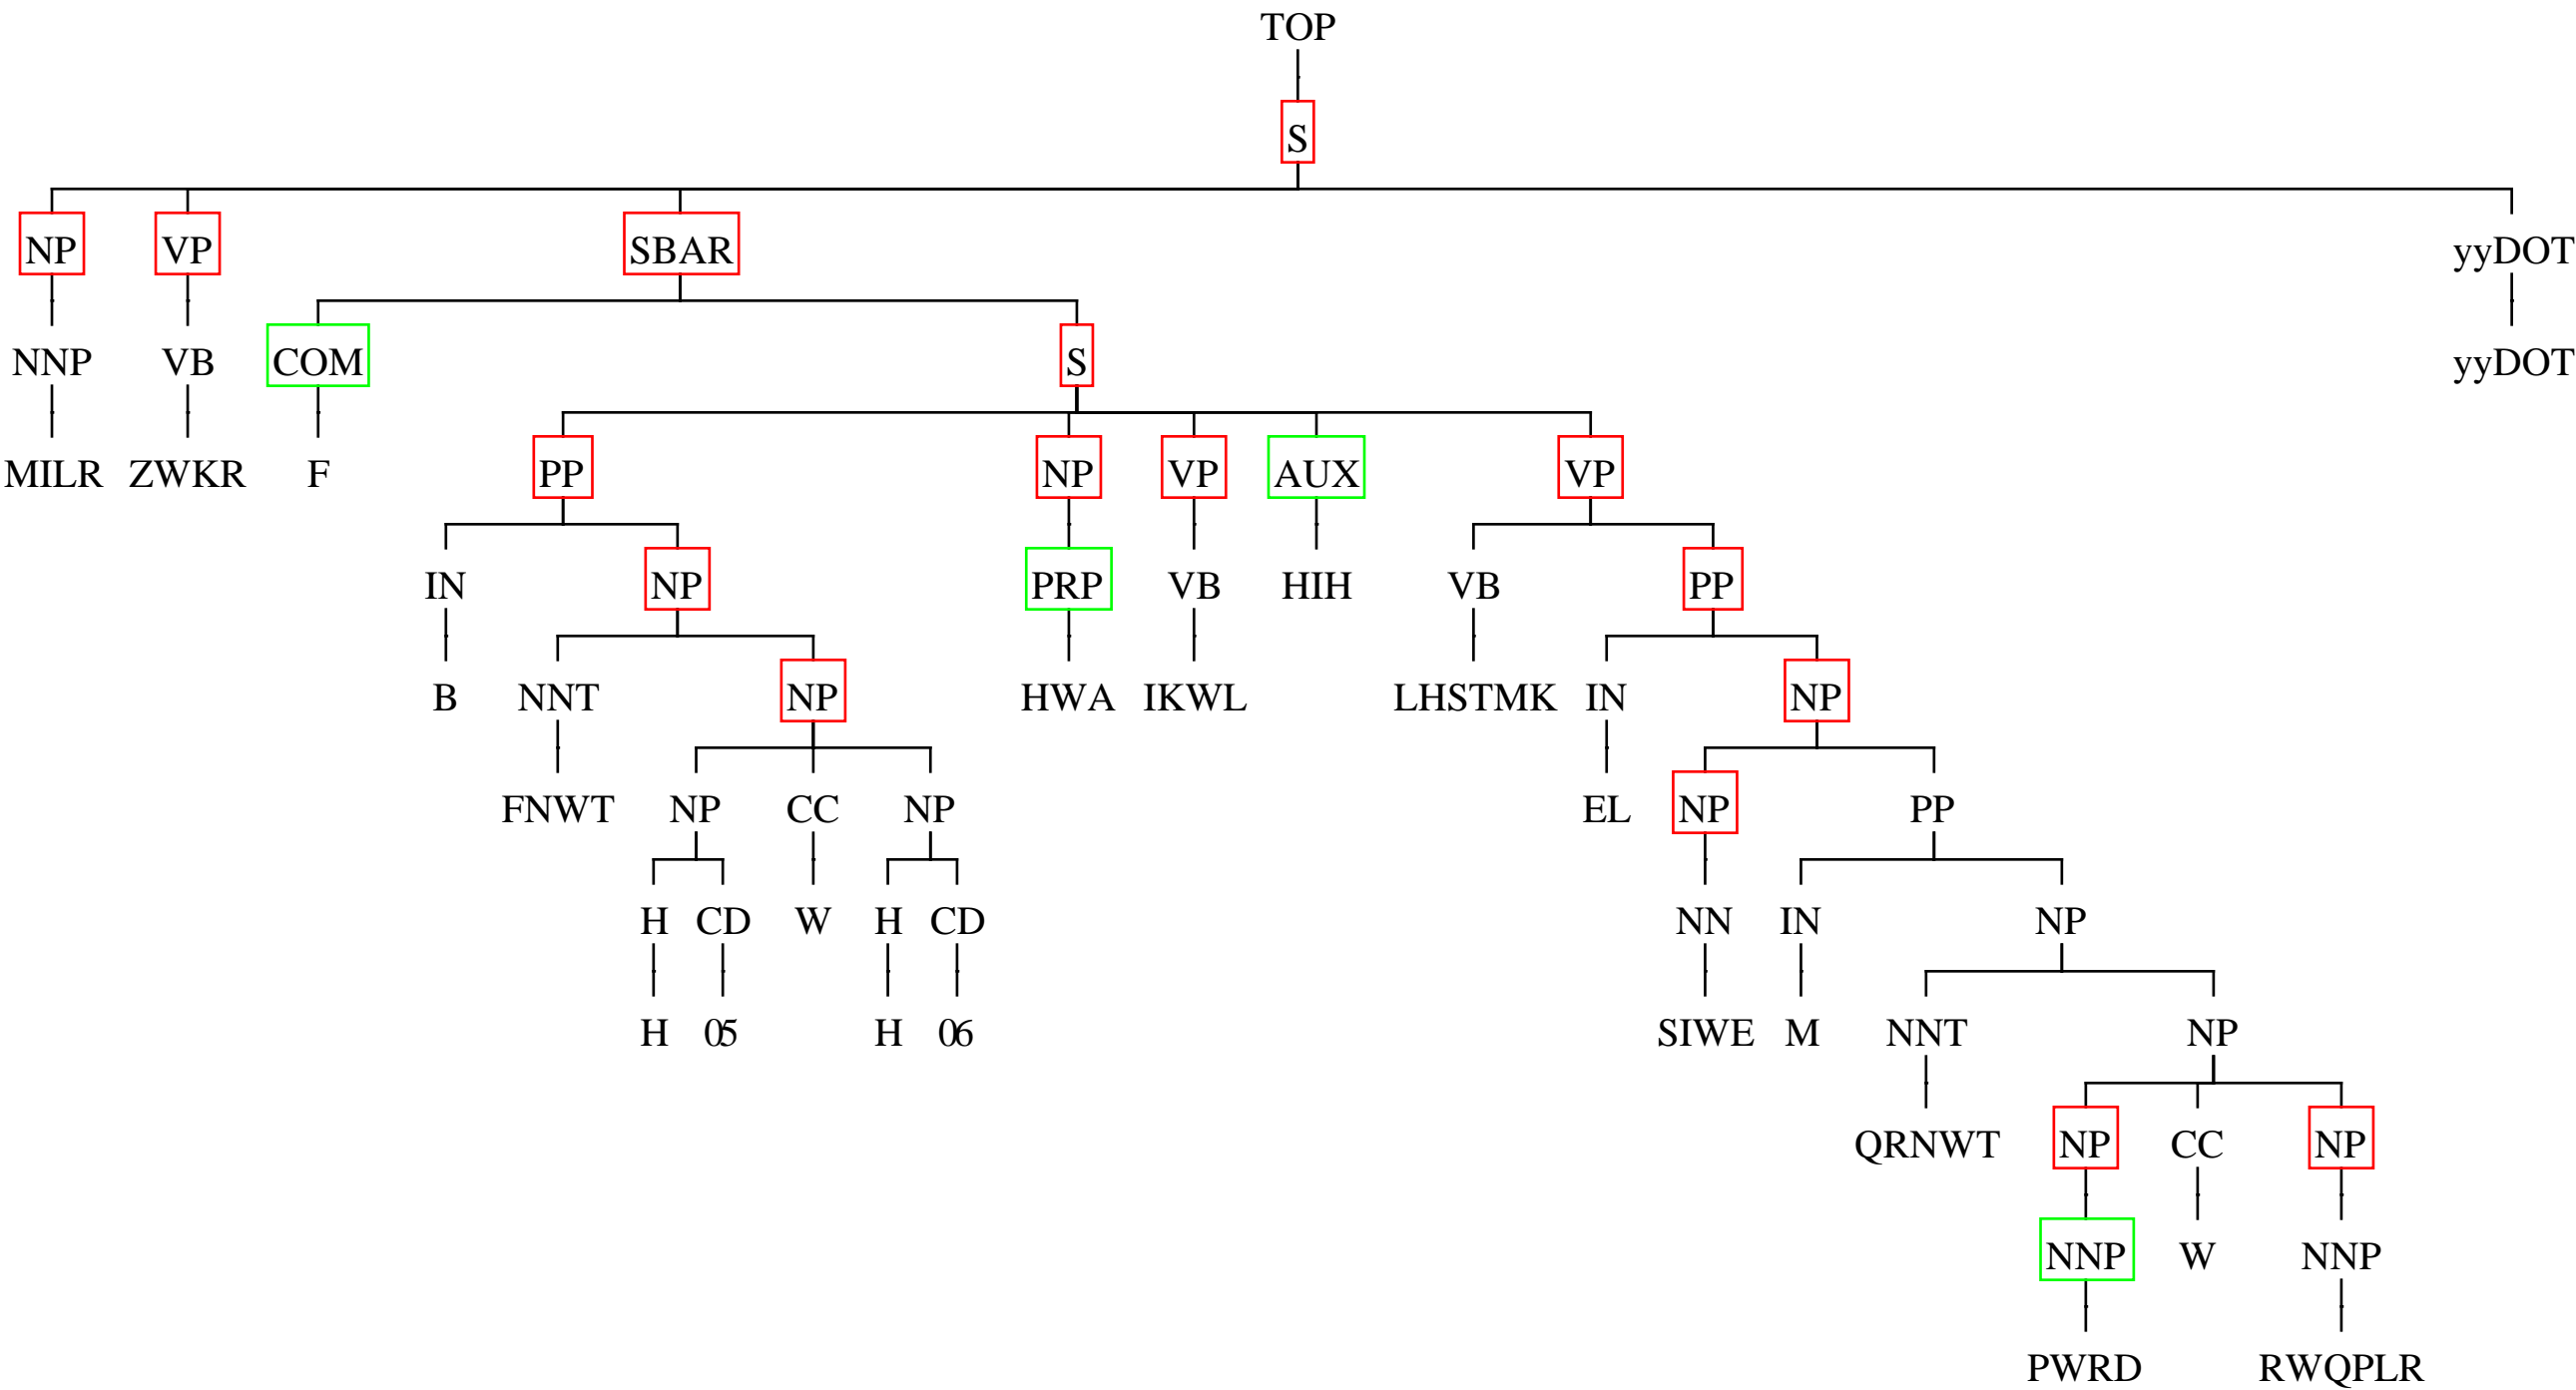 TOP
S
NP VP SBAR yyDOT
NNP VB COM S yyDOT
MILR ZWKR F PP NP VP AUX VP
IN NP PRP VB HIH VB PP
B NNT NP HWA IKWL LHSTMK IN NP
FNWT NP CC NP EL NP PP
H CD W H CD NN IN NP
H 05 H 06 SIWE M NNT NP
QRNWT NP CC NP
NNP W NNP
PWRD RWQPLR